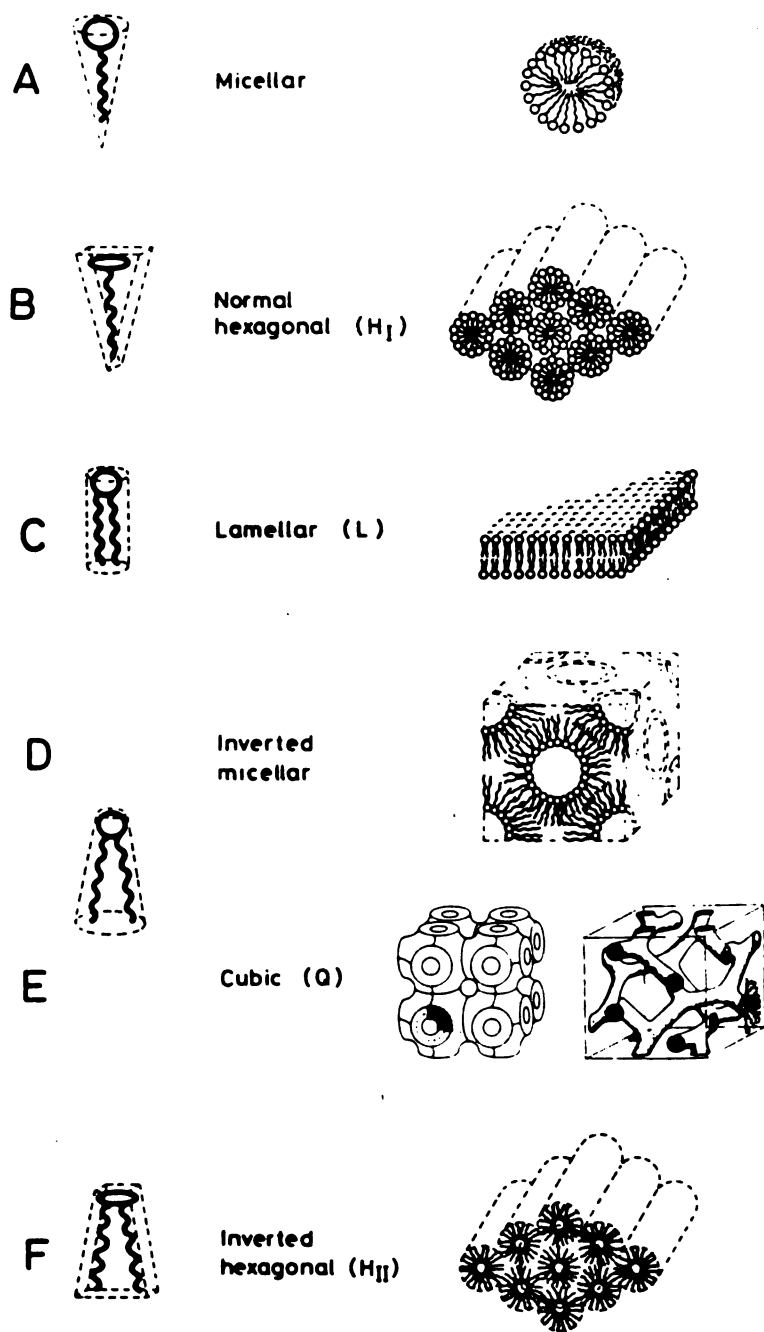 A
Micellar
B
Normal
hexagonal (H_I)
C
Lamellar (L)
D
Inverted
micellar
E
Cubic (Q)
F
Inverted
hexagonal (H_II)